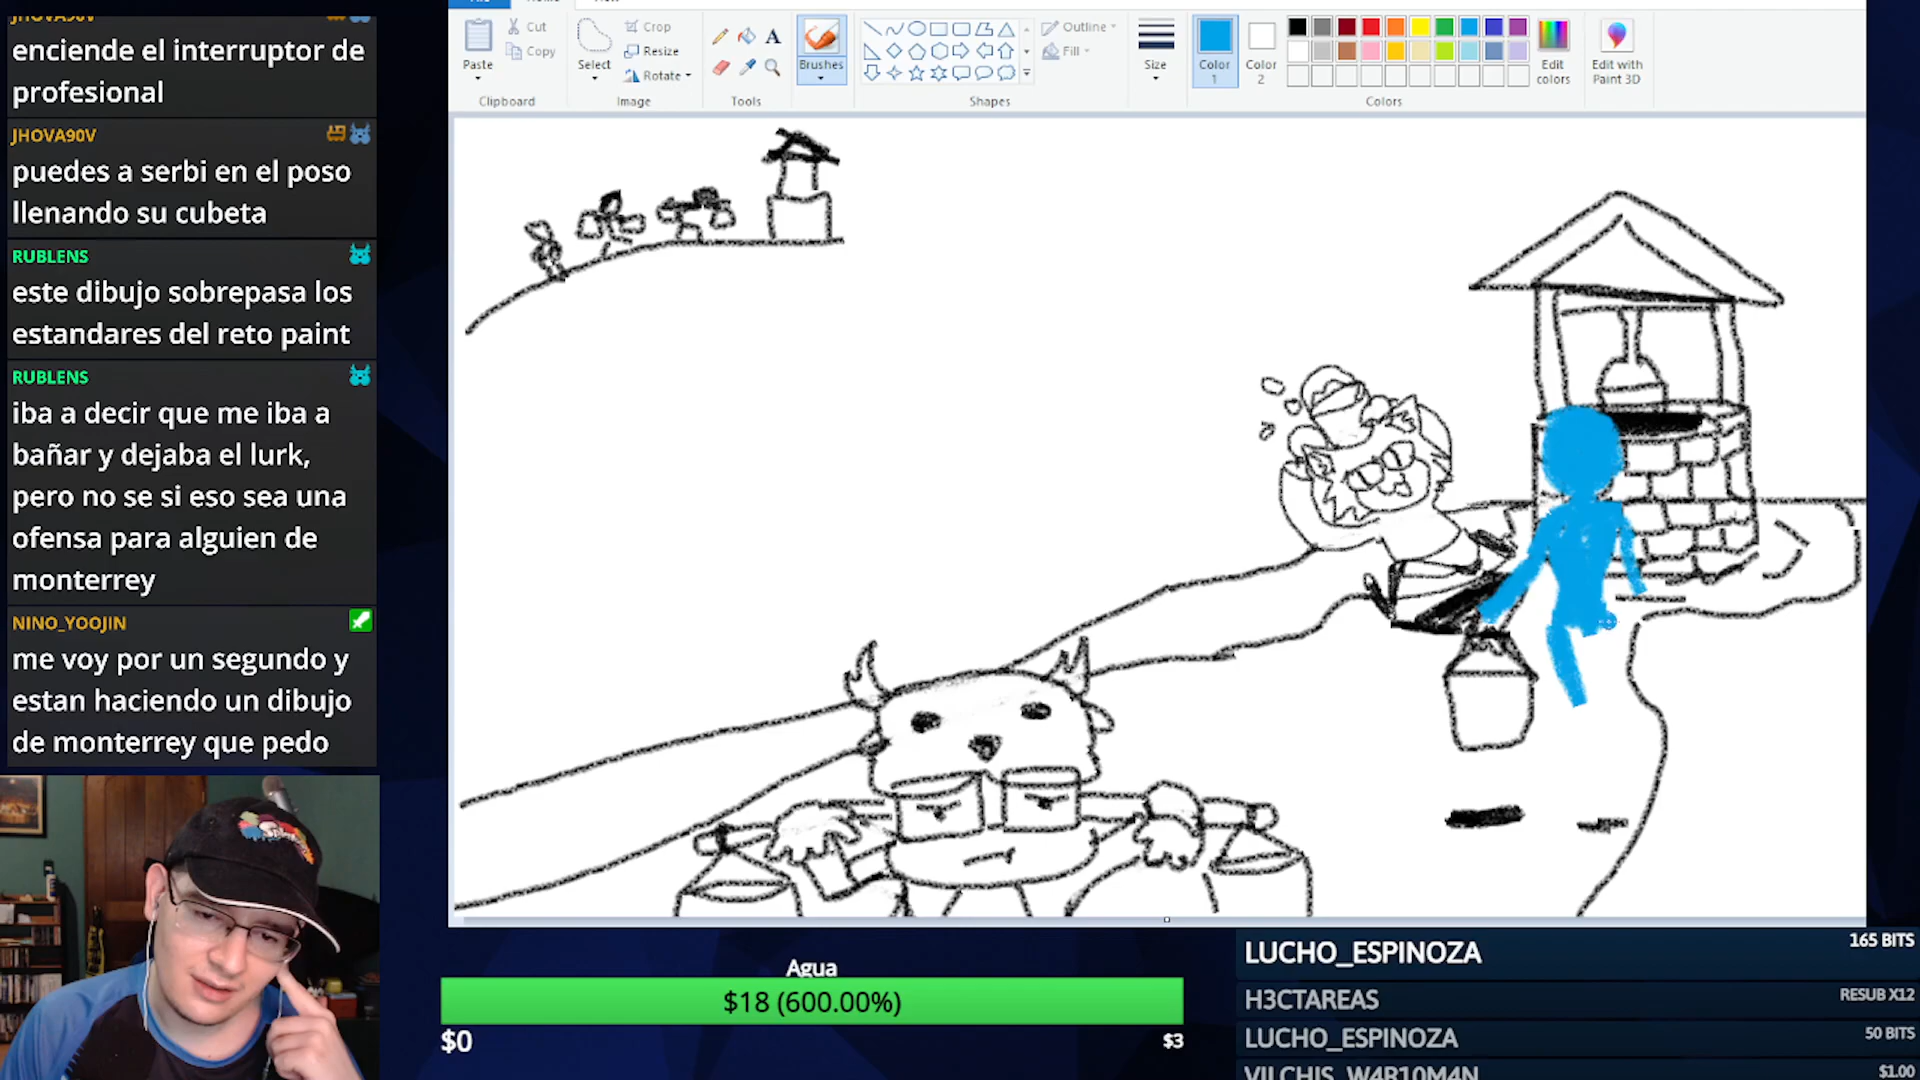 JHOVA90V
enciende el interruptor de
profesional
JHOVA90V
puedes a serbi en el poso
llenando su cubeta
RUBLENS
este dibujo sobrepasa los
estandares del reto paint
RUBLENS
iba a decir que me iba a
bañar y dejaba el lurk,
pero no se si eso sea una
ofensa para alguien de
monterrey
NINO_YOOJIN
me voy por un segundo y
estan haciendo un dibujo
de monterrey que pedo
Paste
Cut
Copy
Clipboard
Select
Crop
Resize
Rotate
Image
A
Tools
Brushes
Shapes
Outline
Fill
Size
Color
1
Color
2
Colors
Edit
colors
Edit with
Paint 3D
Agua
$18 (600.00%)
$0
$3
LUCHO_ESPINOZA
165 BITS
H3CTAREAS
RESUB X12
LUCHO_ESPINOZA
50 BITS
VILCHIS_W4R10M4N
$1.00